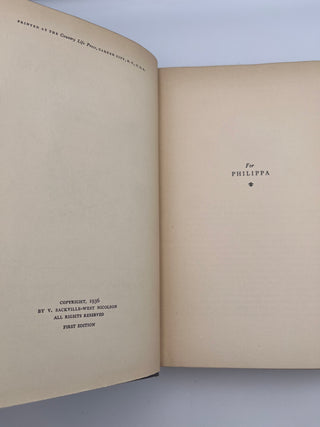 PRINTED AT THE Country Life Press, GARDEN CITY, N.Y., U.S.A.
COPYRIGHT, 1936
BY V. SACKVILLE-WEST NICOLSON
ALL RIGHTS RESERVED
FIRST EDITION
For
PHILIPPA